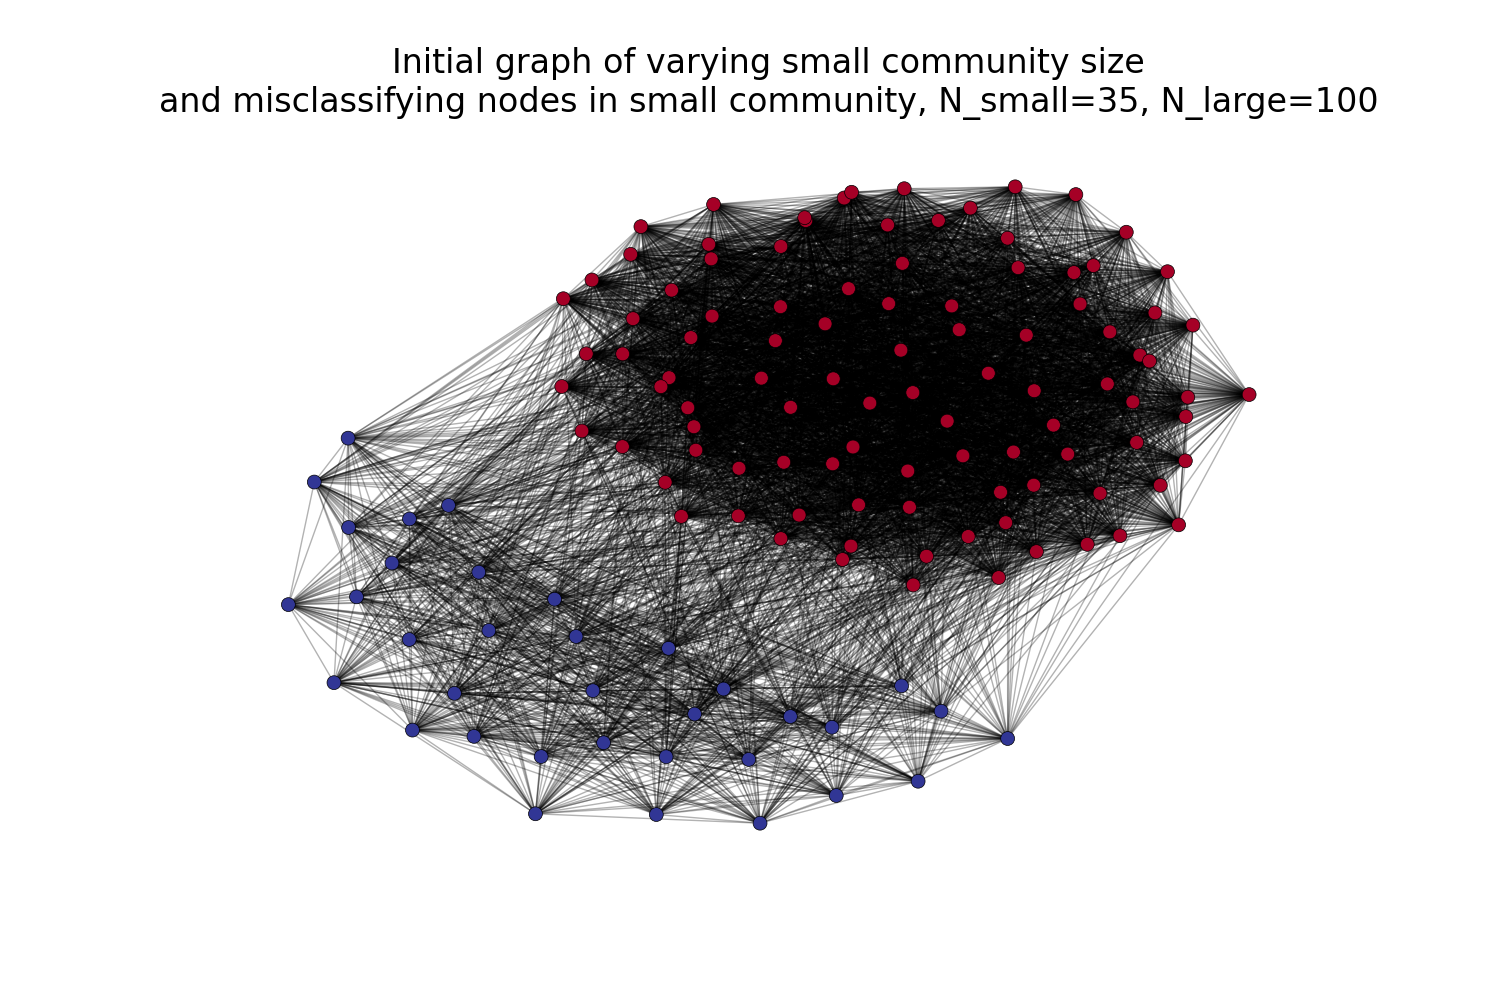 Initial graph of varying small community size
and misclassifying nodes in small community, N_small=35, N_large=100